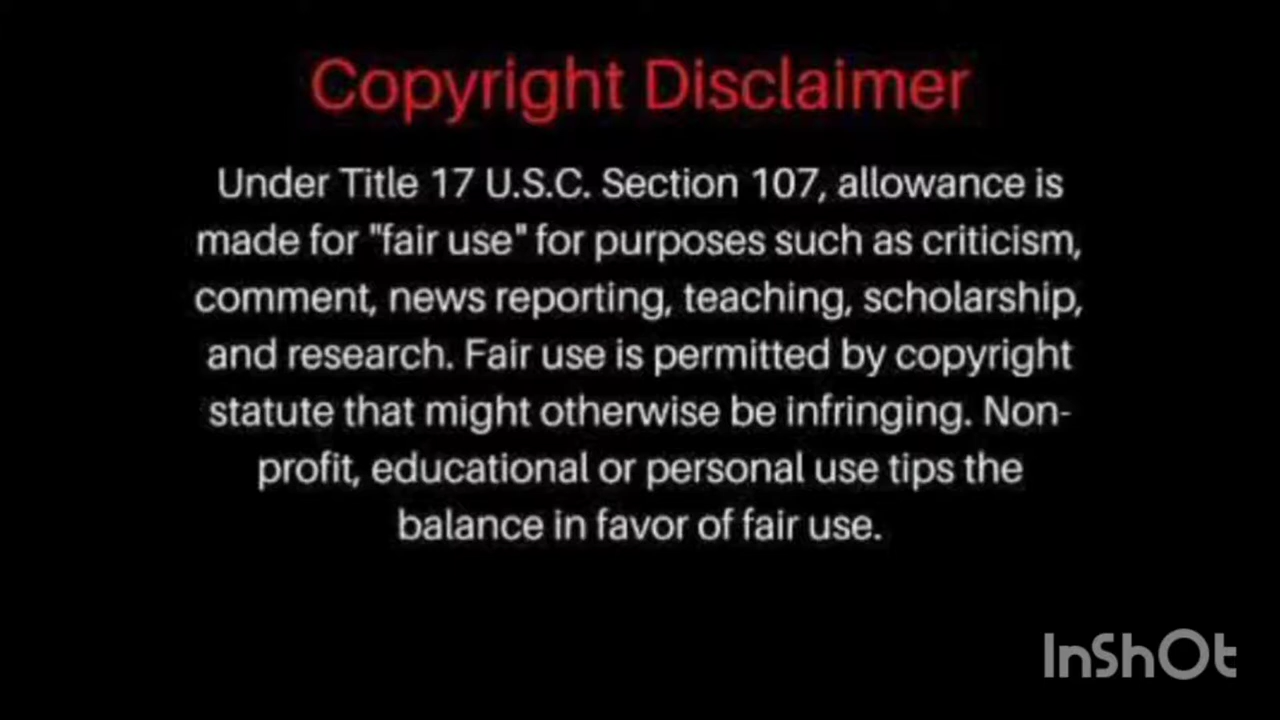 Copyright Disclaimer
Under Title 17 U.S.C. Section 107, allowance is
made for "fair use" for purposes such as criticism,
comment, news reporting, teaching, scholarship,
and research. Fair use is permitted by copyright
statute that might otherwise be infringing. Non-
profit, educational or personal use tips the
balance in favor of fair use.
InShOt